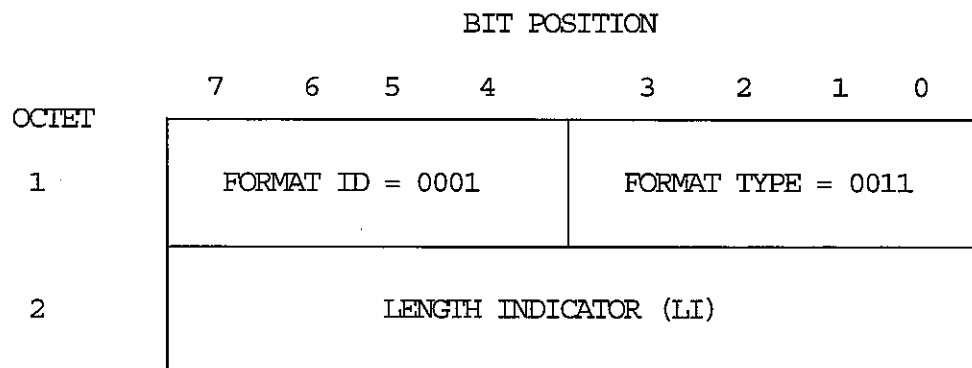 BIT POSITION
7 6 5 4 3 2 1 0
OCTET
1 FORMAT ID = 0001 FORMAT TYPE = 0011
2 LENGTH INDICATOR (LI)